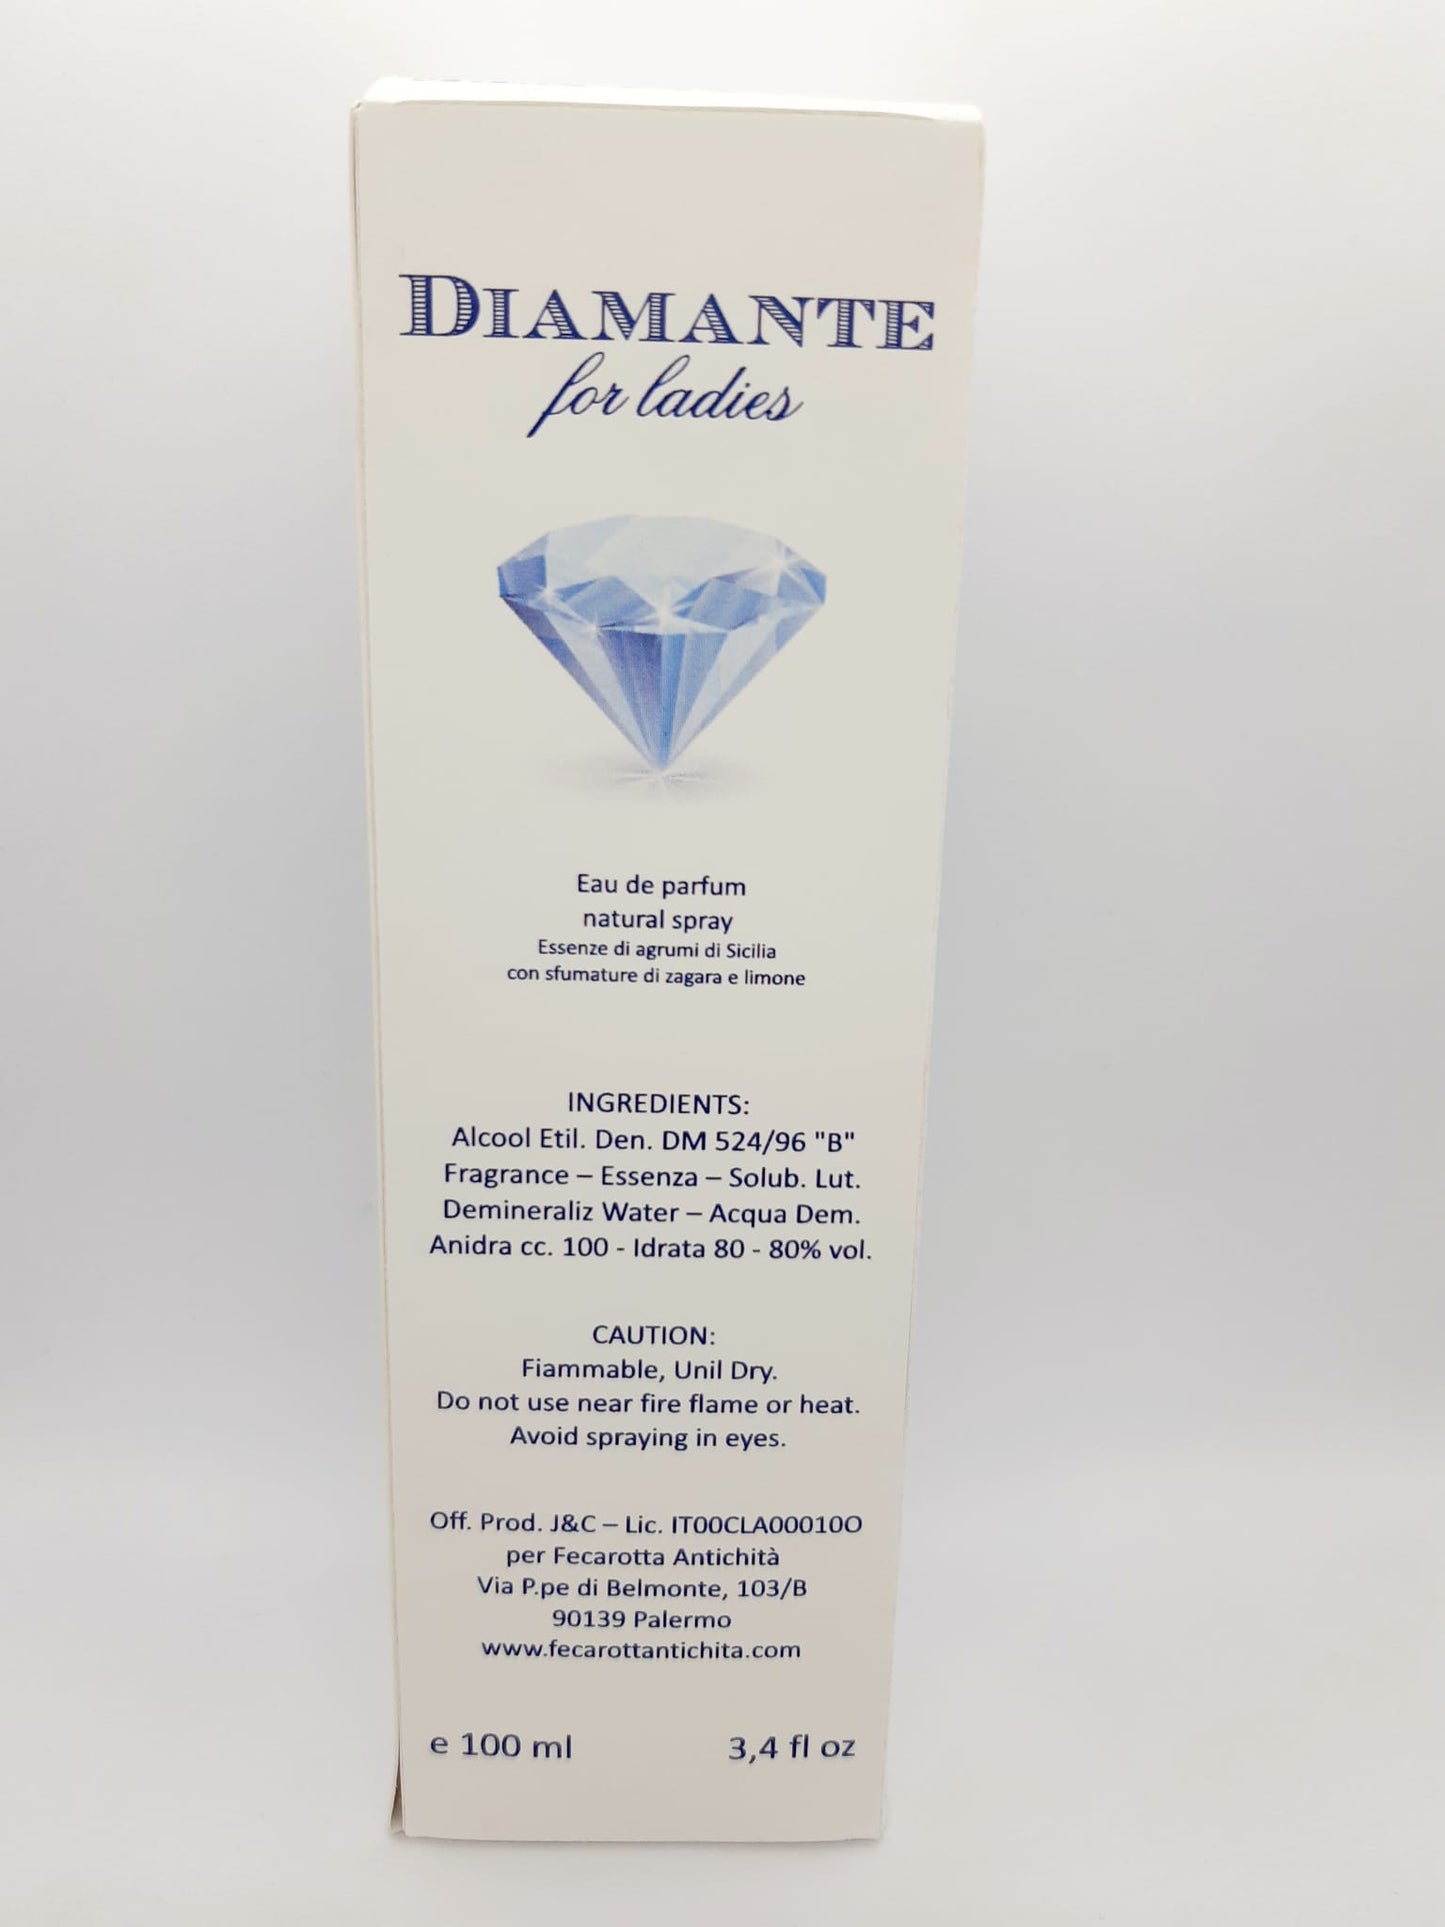 DIAMANTE
for ladies
Eau de parfum
natural spray
Essenze di agrumi di Sicilia
con sfumature di zagara e limone
INGREDIENTS:
Alcool Etil. Den. DM 524/96 "B"
Fragrance – Essenza – Solub. Lut.
Demineraliz Water – Acqua Dem.
Anidra cc. 100 - Idrata 80 - 80% vol.
CAUTION:
Fiammable, Unil Dry.
Do not use near fire flame or heat.
Avoid spraying in eyes.
Off. Prod. J&C – Lic. IT00CLA00010O
per Fecarotta Antichità
Via P.pe di Belmonte, 103/B
90139 Palermo
www.fecarottantichita.com
e 100 ml 3,4 fl oz